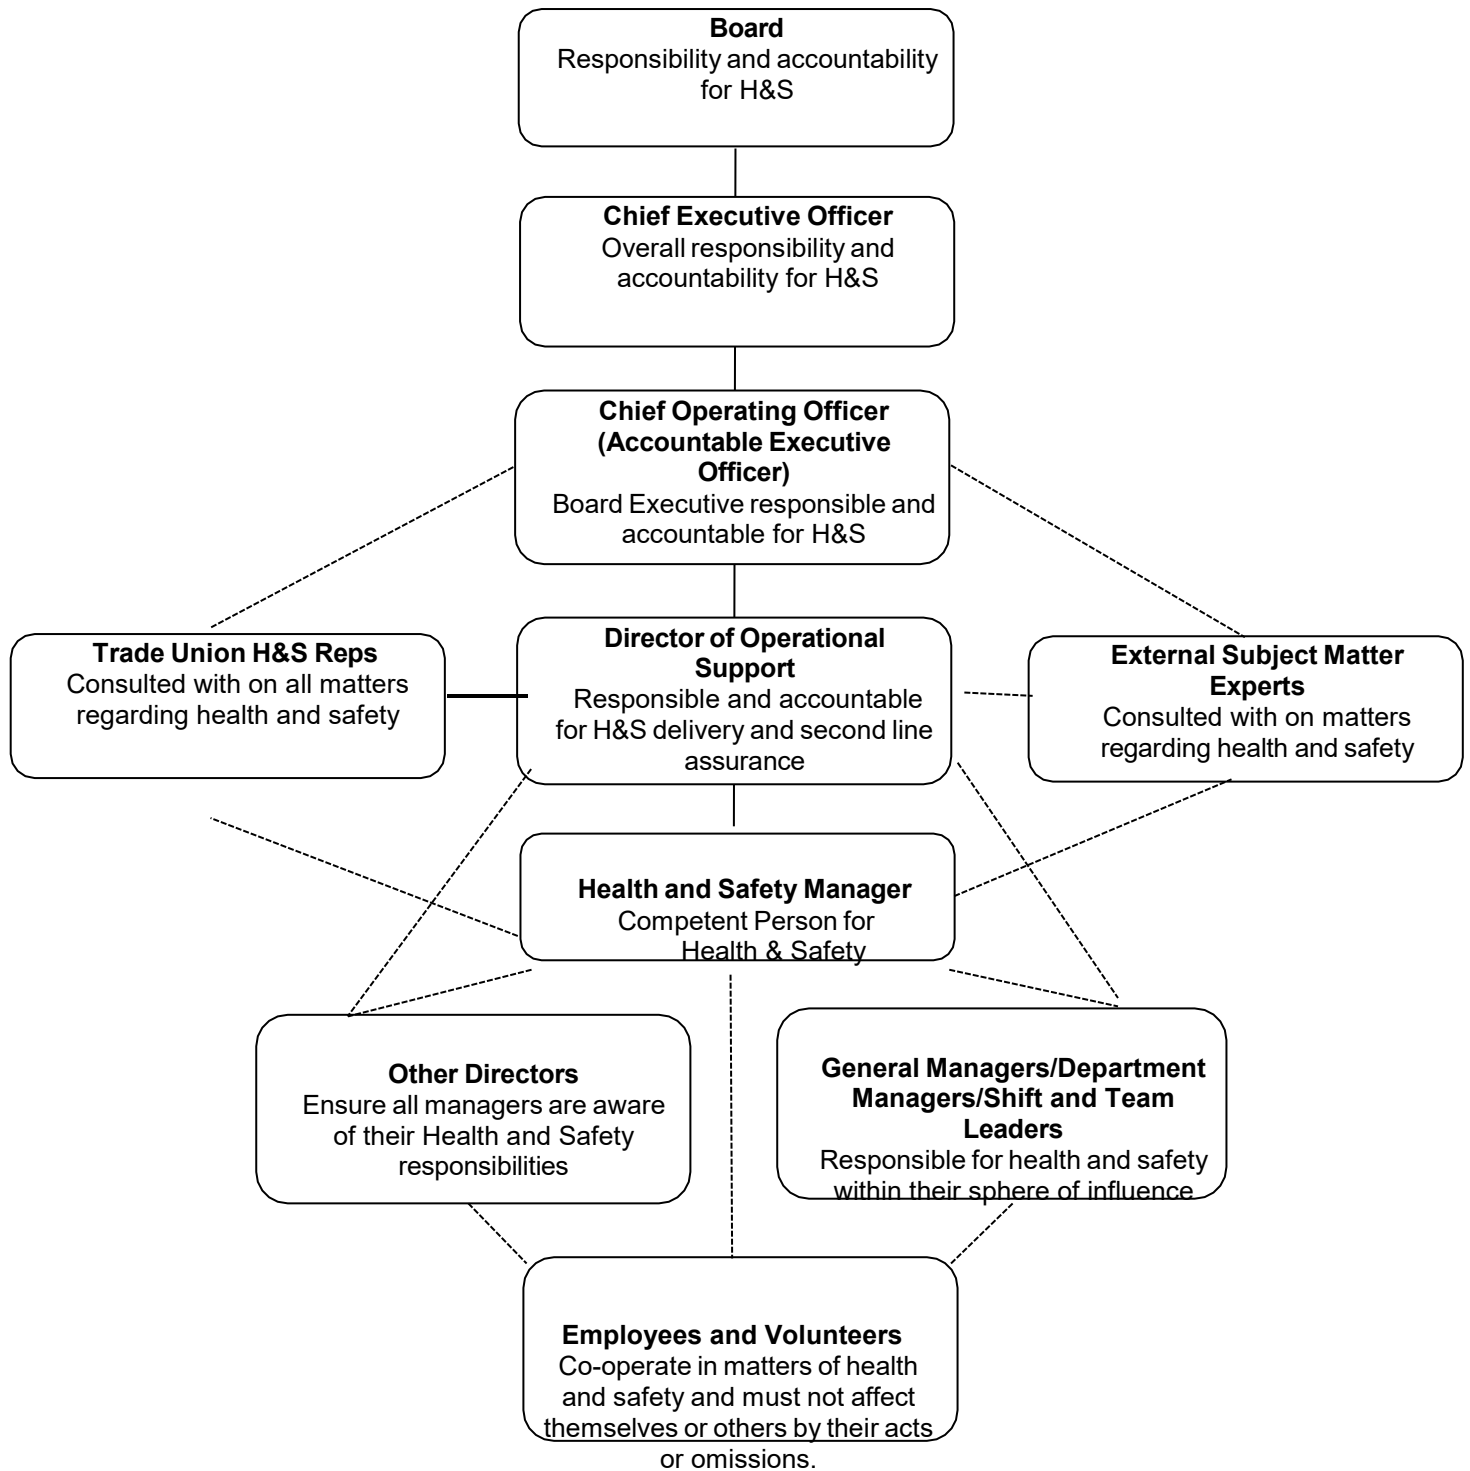 Board
Responsibility and accountability
for H&S
Chief Executive Officer
Overall responsibility and
accountability for H&S
Chief Operating Officer
(Accountable Executive
Officer)
Board Executive responsible and
accountable for H&S
Trade Union H&S Reps
Consulted with on all matters
regarding health and safety
Director of Operational
Support
Responsible and accountable
for H&S delivery and second line
assurance
External Subject Matter
Experts
Consulted with on matters
regarding health and safety
Health and Safety Manager
Competent Person for
Health & Safety
Other Directors
Ensure all managers are aware
of their Health and Safety
responsibilities
General Managers/Department
Managers/Shift and Team
Leaders
Responsible for health and safety
within their sphere of influence
Employees and Volunteers
Co-operate in matters of health
and safety and must not affect
themselves or others by their acts
or omissions.